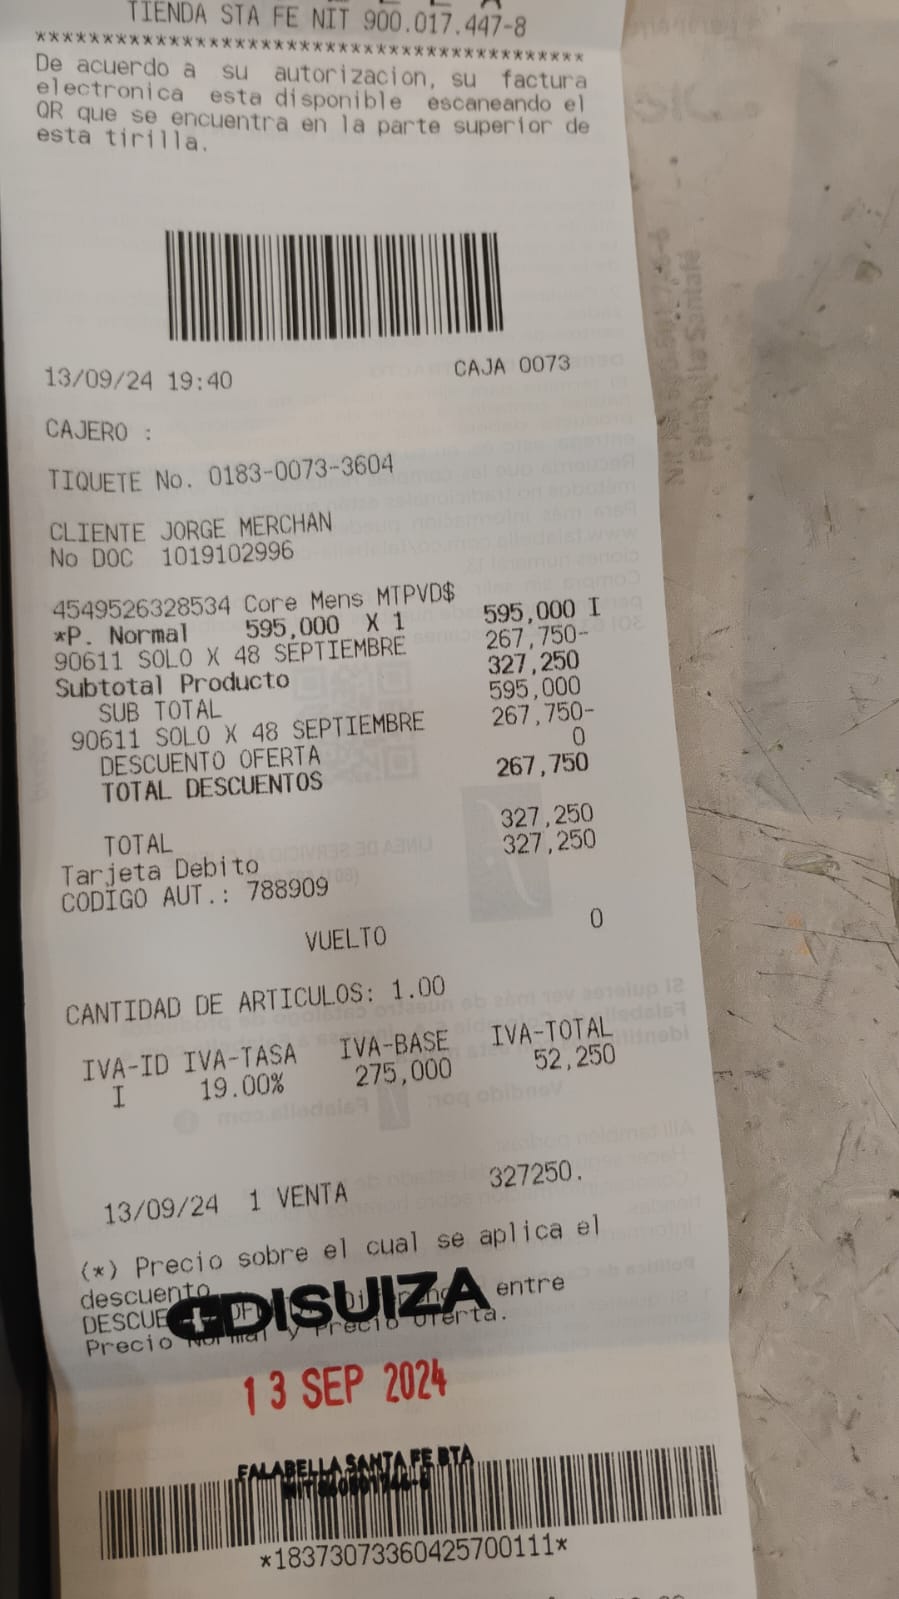 TIENDA STA FE NIT 900.017.447-8
******************************************
De acuerdo a su autorizacion, su factura
electronica esta disponible escaneando el
QR que se encuentra en la parte superior de
esta tirilla.
13/09/24 19:40 CAJA 0073
CAJERO :
TIQUETE No. 0183-0073-3604
CLIENTE JORGE MERCHAN
No DOC 1019102996
4549526328534 Core Mens MTPVD$
*P. Normal 595,000 X 1 595,000 I
90611 SOLO X 48 SEPTIEMBRE 267,750-
Subtotal Producto 327,250
SUB TOTAL 595,000
90611 SOLO X 48 SEPTIEMBRE 267,750-
DESCUENTO OFERTA 0
TOTAL DESCUENTOS 267,750
TOTAL 327,250
Tarjeta Debito 327,250
CODIGO AUT.: 788909
VUELTO 0
CANTIDAD DE ARTICULOS: 1.00
IVA-ID IVA-TASA IVA-BASE IVA-TOTAL
I 19.00% 275,000 52,250
13/09/24 1 VENTA 327250.
(*) Precio sobre el cual se aplica el
descuento
entre
Precio Normal y Precio Oferta.
DISUIZA
13 SEP 2024
FALABELLA SANTA FE BTA
*18373073360425700111*
Falabella Santafé